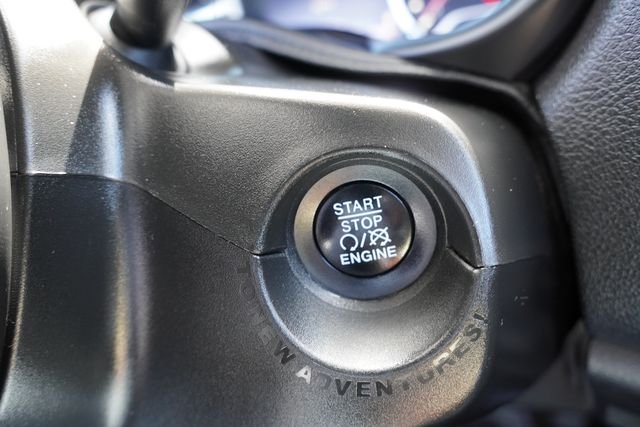 START
STOP
ENGINE
TO NEW ADVENTURES!